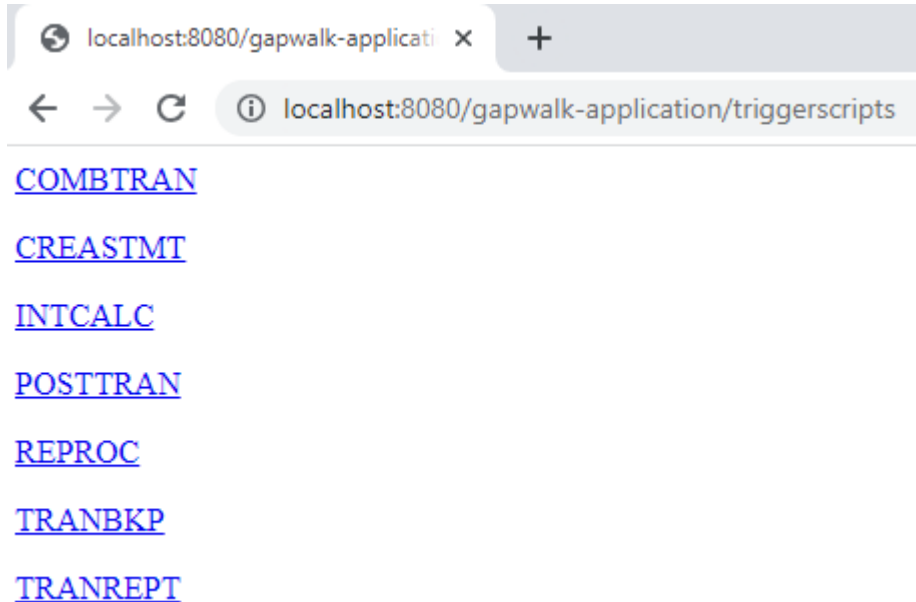 localhost:8080/gapwalk-applicati
localhost:8080/gapwalk-application/triggerscripts
COMBTRAN
CREASTMT
INTCALC
POSTTRAN
REPROC
TRANBKP
TRANREPT